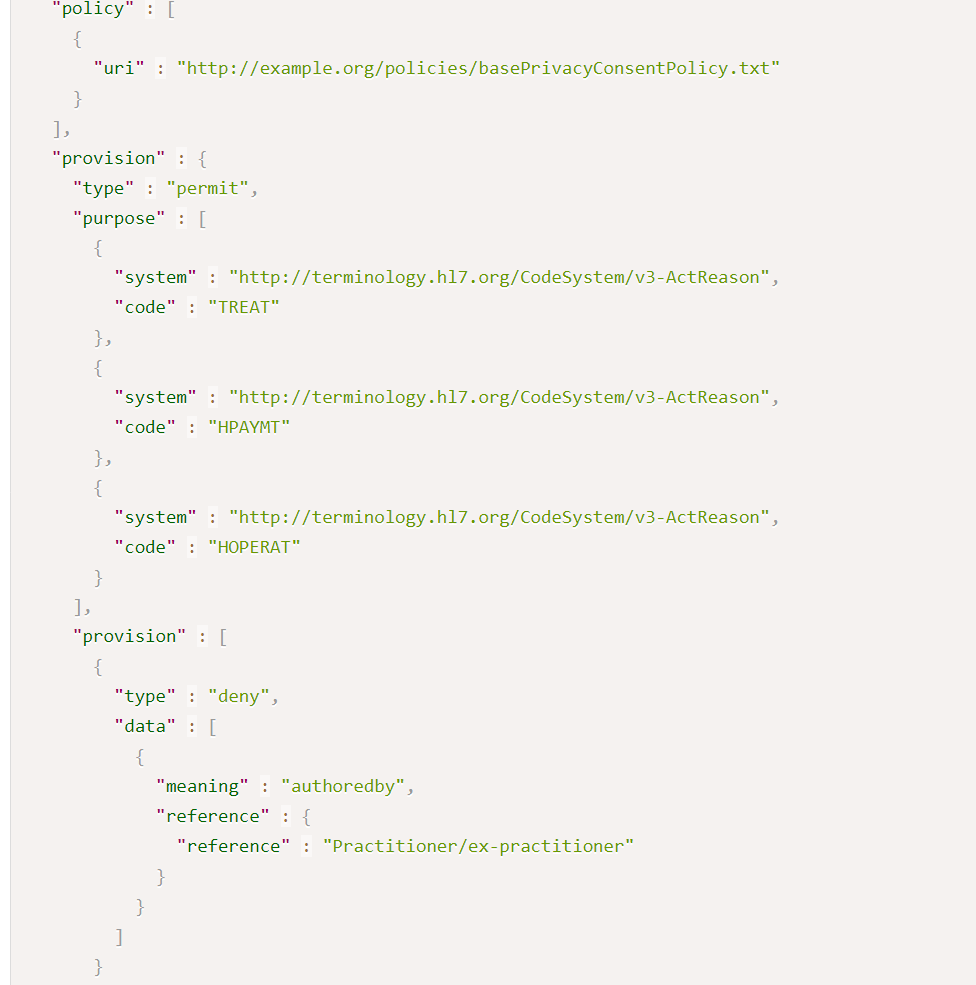 "policy" : [
{
"uri" : "http://example.org/policies/basePrivacyConsentPolicy.txt"
}
],
"provision" : {
"type" : "permit",
"purpose" : [
{
"system" : "http://terminology.hl7.org/CodeSystem/v3-ActReason",
"code" : "TREAT"
},
{
"system" : "http://terminology.hl7.org/CodeSystem/v3-ActReason",
"code" : "HPAYMT"
},
{
"system" : "http://terminology.hl7.org/CodeSystem/v3-ActReason",
"code" : "HOPERAT"
}
],
"provision" : [
{
"type" : "deny",
"data" : [
{
"meaning" : "authoredby",
"reference" : {
"reference" : "Practitioner/ex-practitioner"
}
}
]
}